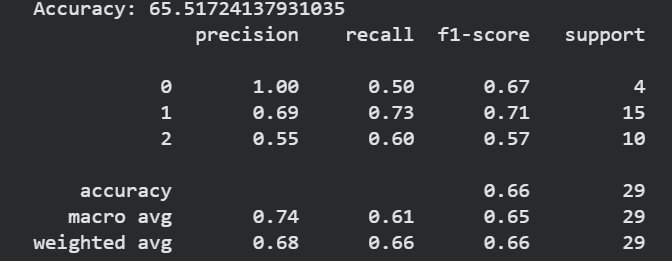 Accuracy: 65.51724137931035
precision recall f1-score support
0 1.00 0.50 0.67 4
1 0.69 0.73 0.71 15
2 0.55 0.60 0.57 10
accuracy 0.66 29
macro avg 0.74 0.61 0.65 29
weighted avg 0.68 0.66 0.66 29